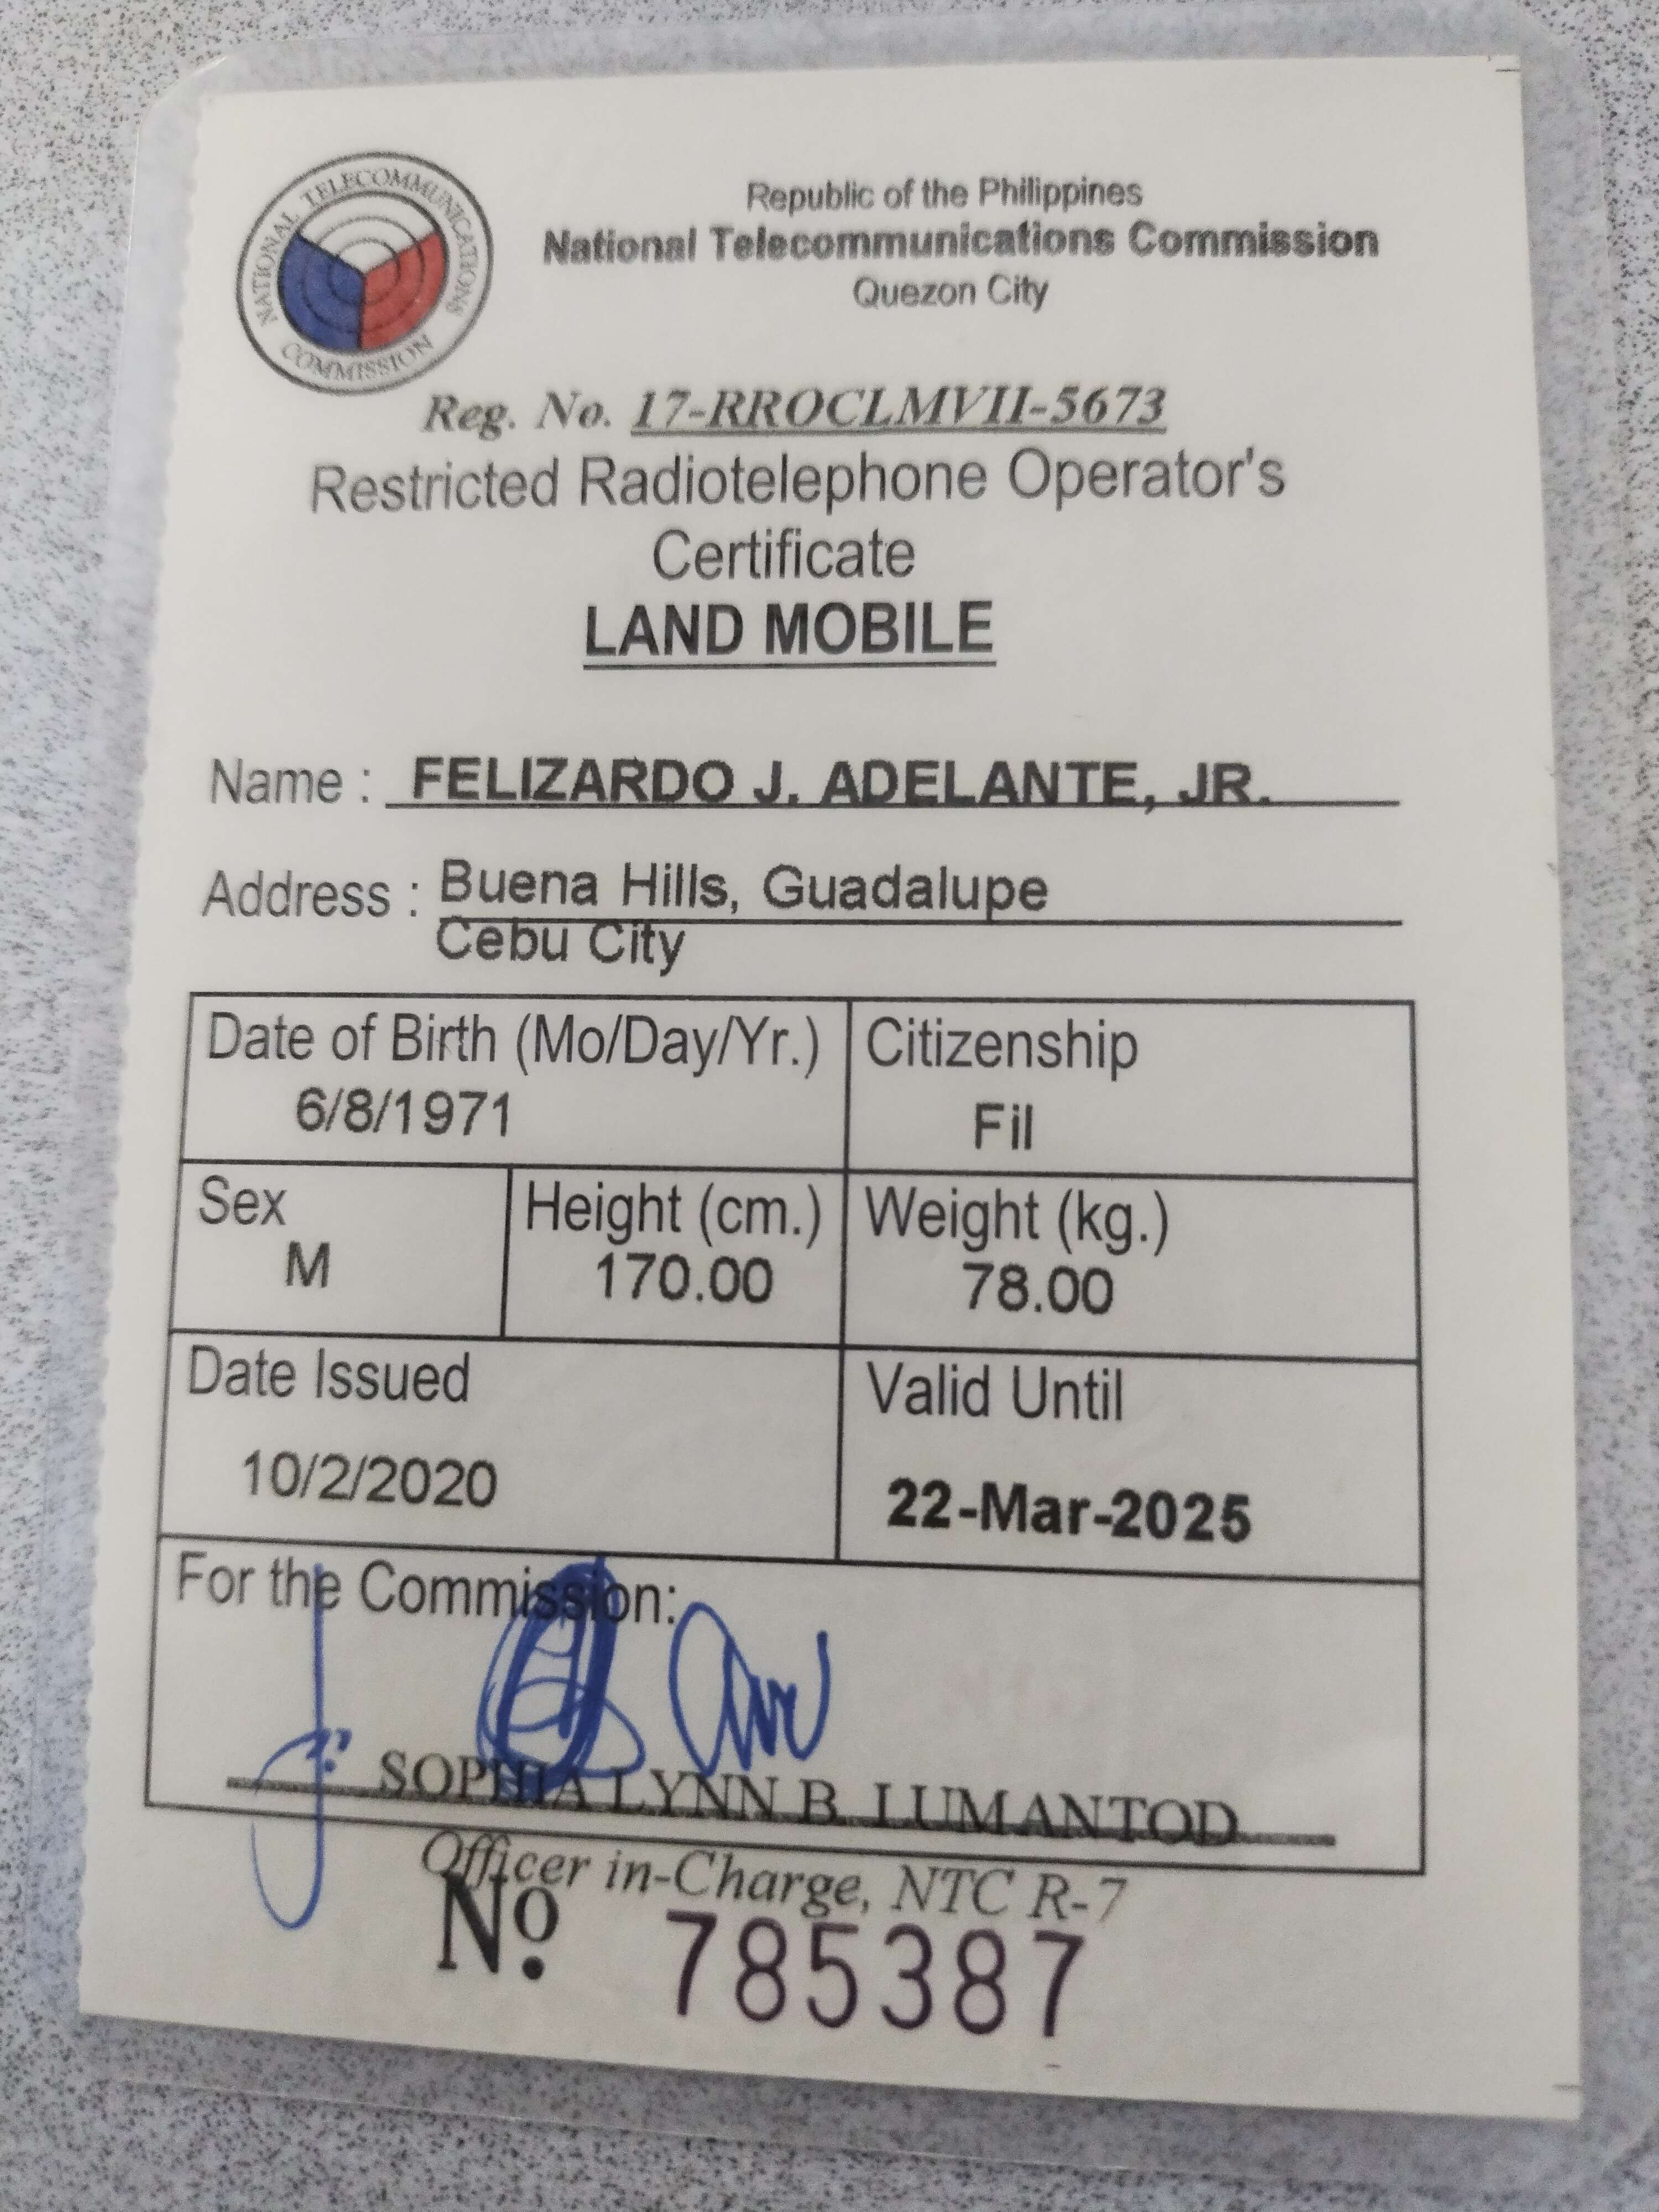 NATIONAL TELECOMMUNICATIONS COMMISSION
Republic of the Philippines
National Telecommunications Commission
Quezon City
Reg. No. 17-RROCLMVII-5673
Restricted Radiotelephone Operator's
Certificate
LAND MOBILE
Name : FELIZARDO J. ADELANTE, JR.
Address : Buena Hills, Guadalupe
Cebu City
Date of Birth (Mo/Day/Yr.) Citizenship
6/8/1971 Fil
Sex Height (cm.) Weight (kg.)
M 170.00 78.00
Date Issued Valid Until
10/2/2020 22-Mar-2025
For the Commission:
SOPHIA LYNN B. LUMANTOD
Officer in-Charge, NTC R-7
Nº 785387